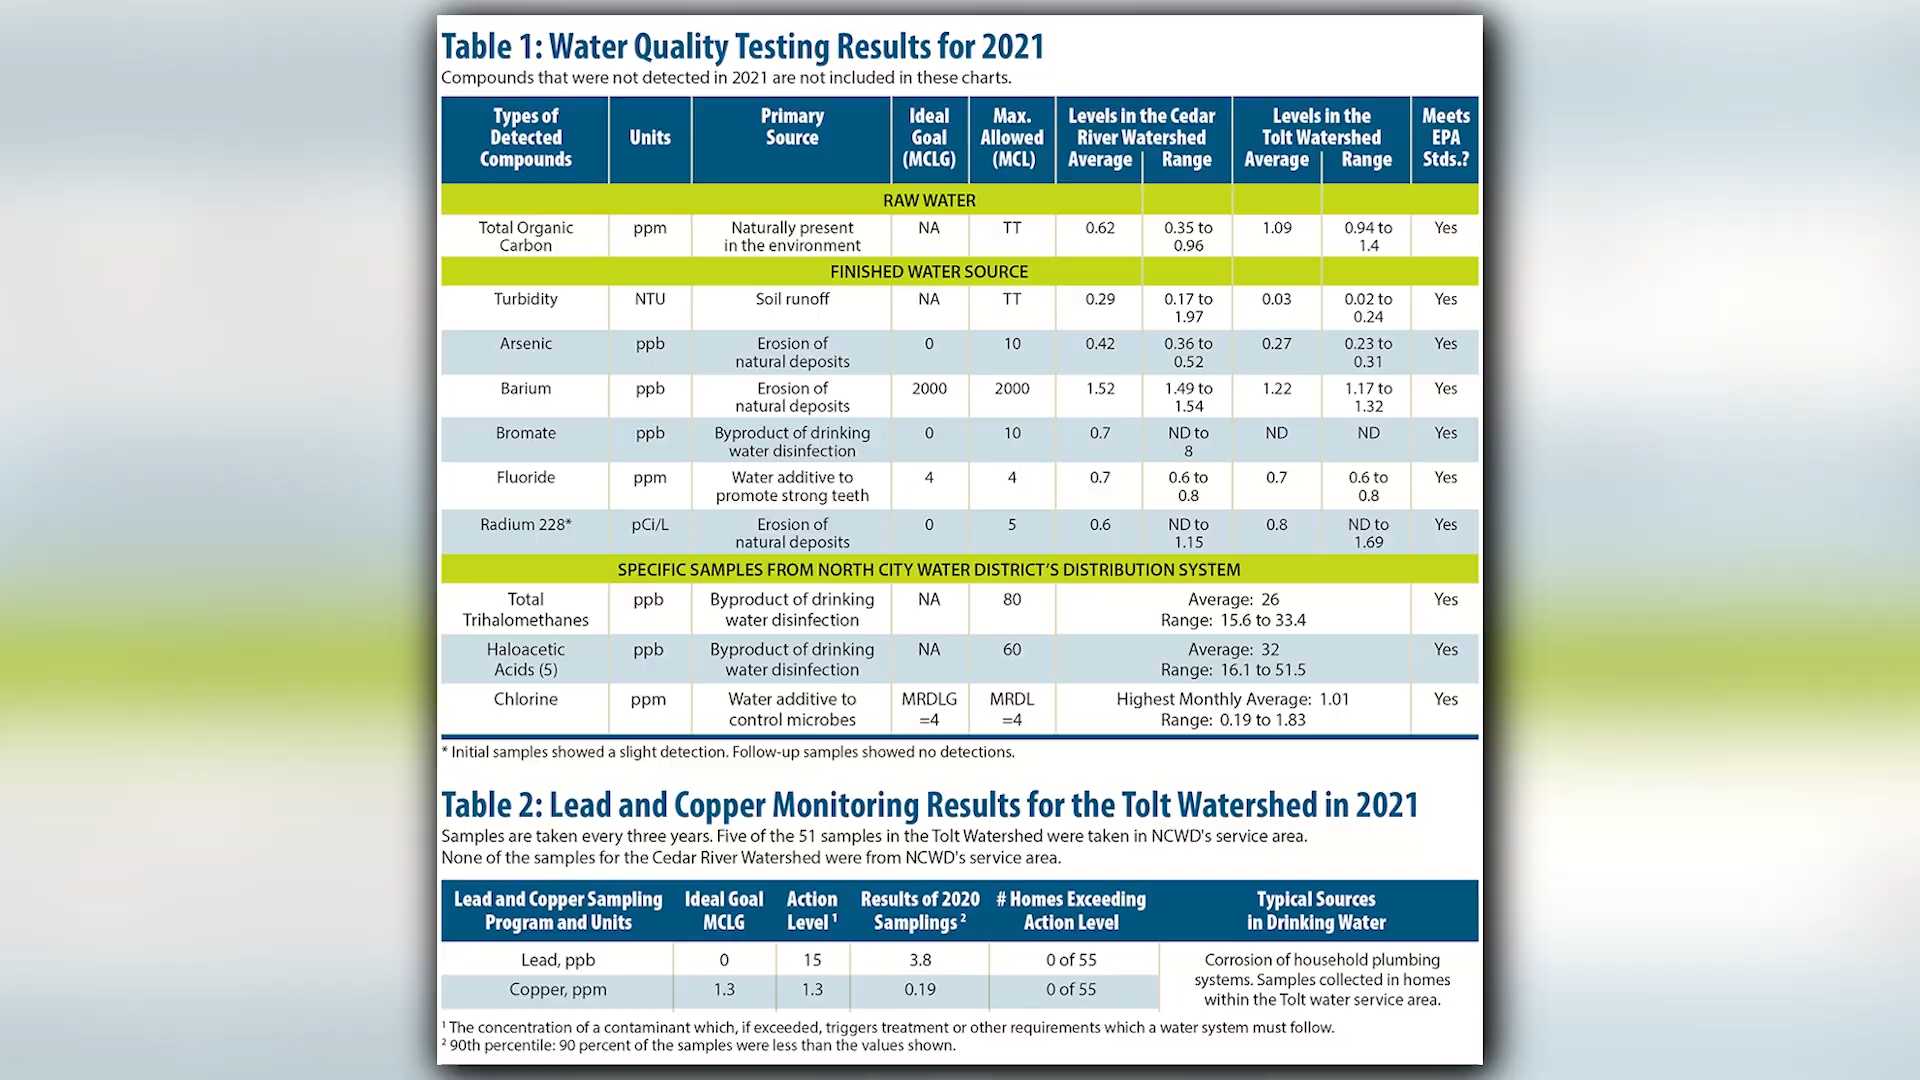 Table 1: Water Quality Testing Results for 2021
Compounds that were not detected in 2021 are not included in these charts.
Types of Detected Compounds Units Primary Source Ideal Goal (MCLG) Max. Allowed (MCL) Levels in the Cedar River Watershed Average Range Levels in the Tolt Watershed Average Range Meets EPA Stds.?
RAW WATER
Total Organic Carbon ppm Naturally present in the environment NA TT 0.62 0.35 to 0.96 1.09 0.94 to 1.4 Yes
FINISHED WATER SOURCE
Turbidity NTU Soil runoff NA TT 0.29 0.17 to 1.97 0.03 0.02 to 0.24 Yes
Arsenic ppb Erosion of natural deposits 0 10 0.42 0.36 to 0.52 0.27 0.23 to 0.31 Yes
Barium ppb Erosion of natural deposits 2000 2000 1.52 1.49 to 1.54 1.22 1.17 to 1.32 Yes
Bromate ppb Byproduct of drinking water disinfection 0 10 0.7 ND to 8 ND ND Yes
Fluoride ppm Water additive to promote strong teeth 4 4 0.7 0.6 to 0.8 0.7 0.6 to 0.8 Yes
Radium 228* pCi/L Erosion of natural deposits 0 5 0.6 ND to 1.15 0.8 ND to 1.69 Yes
SPECIFIC SAMPLES FROM NORTH CITY WATER DISTRICT'S DISTRIBUTION SYSTEM
Total Trihalomethanes ppb Byproduct of drinking water disinfection NA 80 Average: 26 Range: 15.6 to 33.4 Yes
Haloacetic Acids (5) ppb Byproduct of drinking water disinfection NA 60 Average: 32 Range: 16.1 to 51.5 Yes
Chlorine ppm Water additive to control microbes MRDLG =4 MRDL =4 Highest Monthly Average: 1.01 Range: 0.19 to 1.83 Yes
* Initial samples showed a slight detection. Follow-up samples showed no detections.
Table 2: Lead and Copper Monitoring Results for the Tolt Watershed in 2021
Samples are taken every three years. Five of the 51 samples in the Tolt Watershed were taken in NCWD's service area.
None of the samples for the Cedar River Watershed were from NCWD's service area.
Lead and Copper Sampling Program and Units Ideal Goal MCLG Action Level 1 Results of 2020 Samplings 2 # Homes Exceeding Action Level Typical Sources in Drinking Water
Lead, ppb 0 15 3.8 0 of 55
Copper, ppm 1.3 1.3 0.19 0 of 55
Corrosion of household plumbing
systems. Samples collected in homes
within the Tolt water service area.
1 The concentration of a contaminant which, if exceeded, triggers treatment or other requirements which a water system must follow.
2 90th percentile: 90 percent of the samples were less than the values shown.